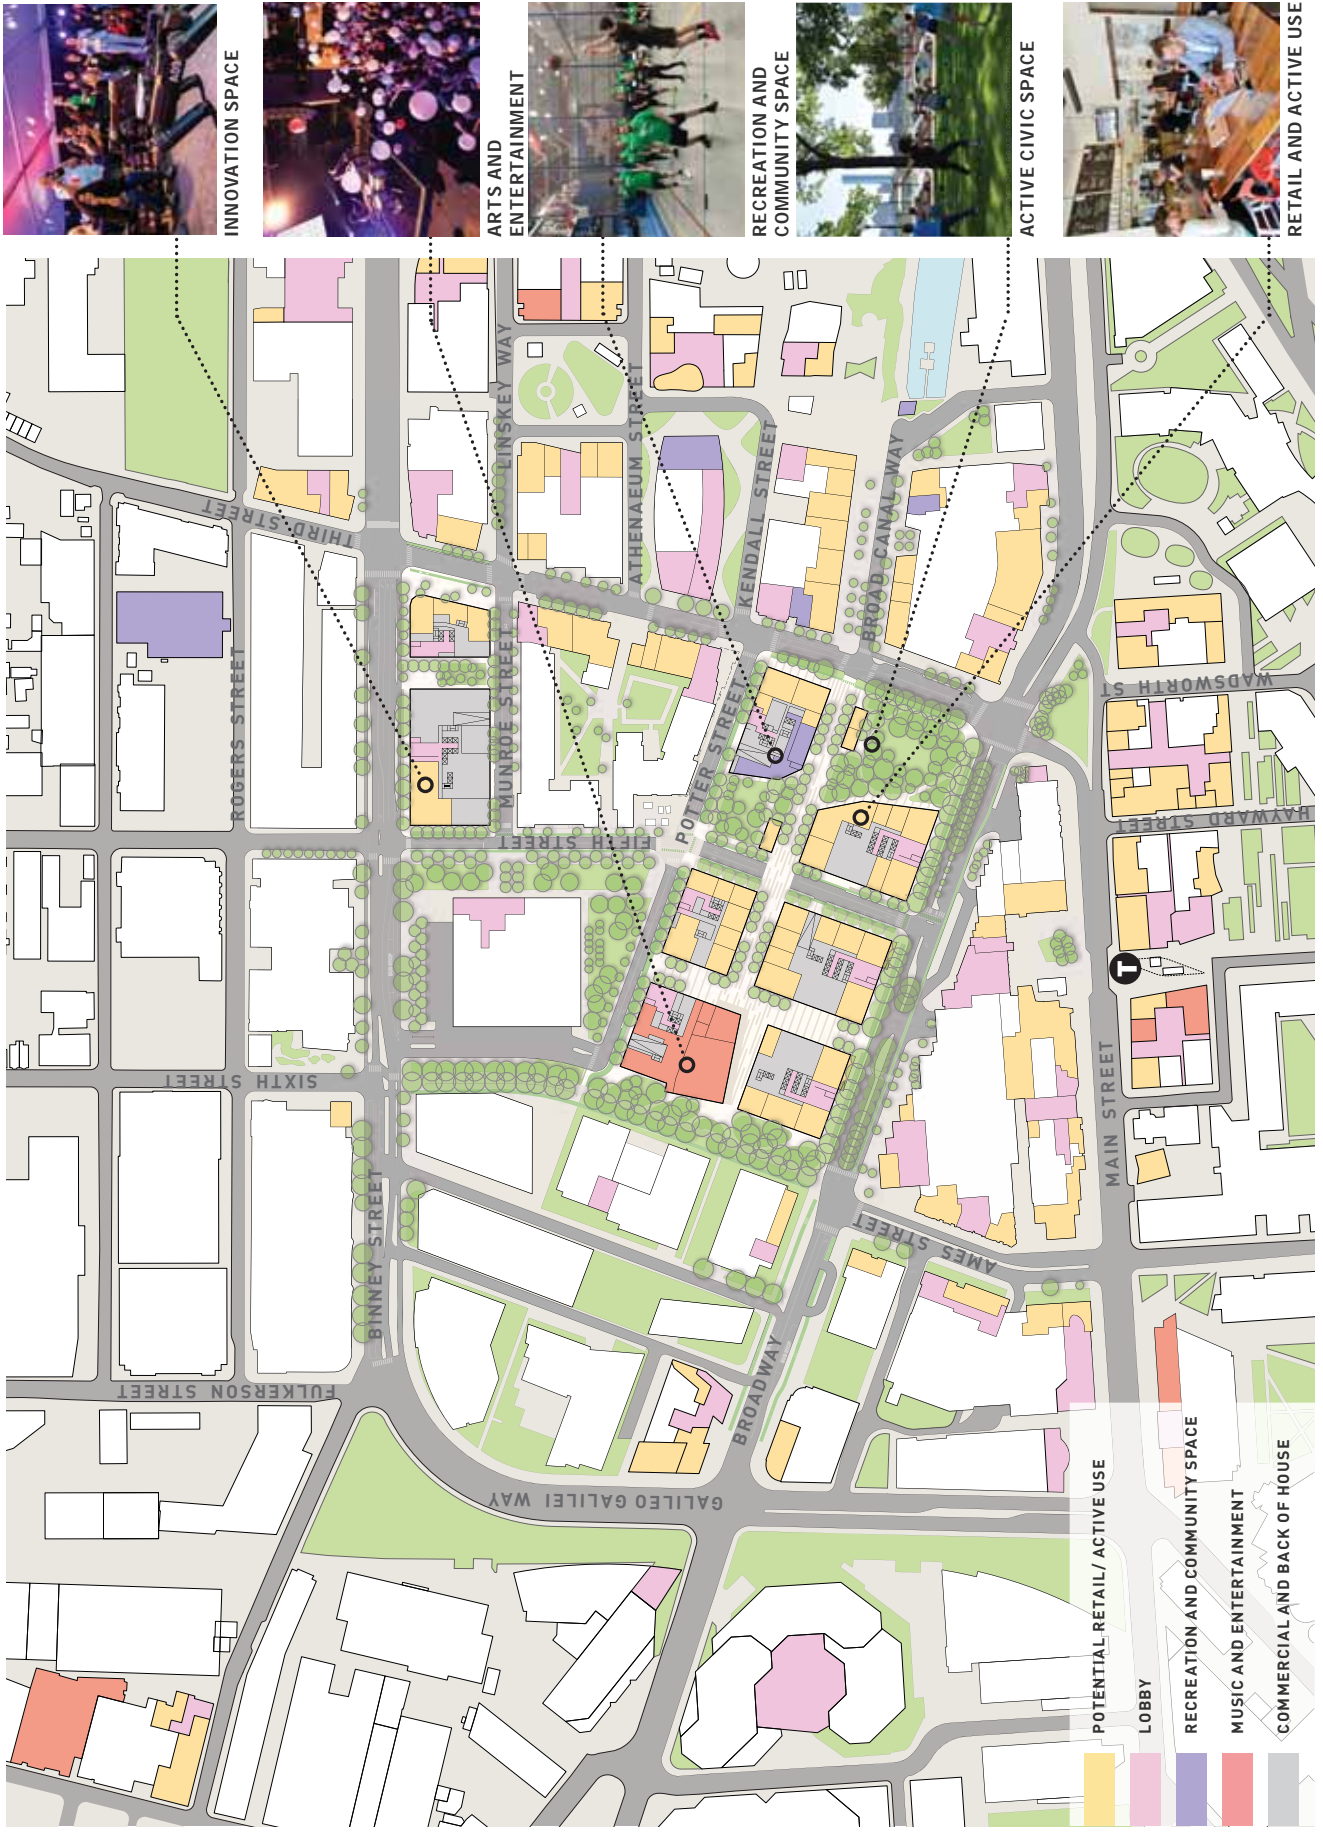 INNOVATION SPACE
ARTS AND
ENTERTAINMENT
RECREATION AND
COMMUNITY SPACE
ACTIVE CIVIC SPACE
RETAIL AND ACTIVE USE
THIRD STREET
ROGERS STREET
LINSKEY WAY
MUNROE STREET
ATHENAEUM STREET
KENDALL STREET
BROAD CANAL WAY
POTTER STREET
FIFTH STREET
WADSWORTH ST
HAYWARD STREET
SIXTH STREET
BINNEY STREET
T
MAIN STREET
AMES STREET
BROADWAY
FULKERSON STREET
GALILEO GALILEI WAY
POTENTIAL RETAIL / ACTIVE USE
LOBBY
RECREATION AND COMMUNITY SPACE
MUSIC AND ENTERTAINMENT
COMMERCIAL AND BACK OF HOUSE